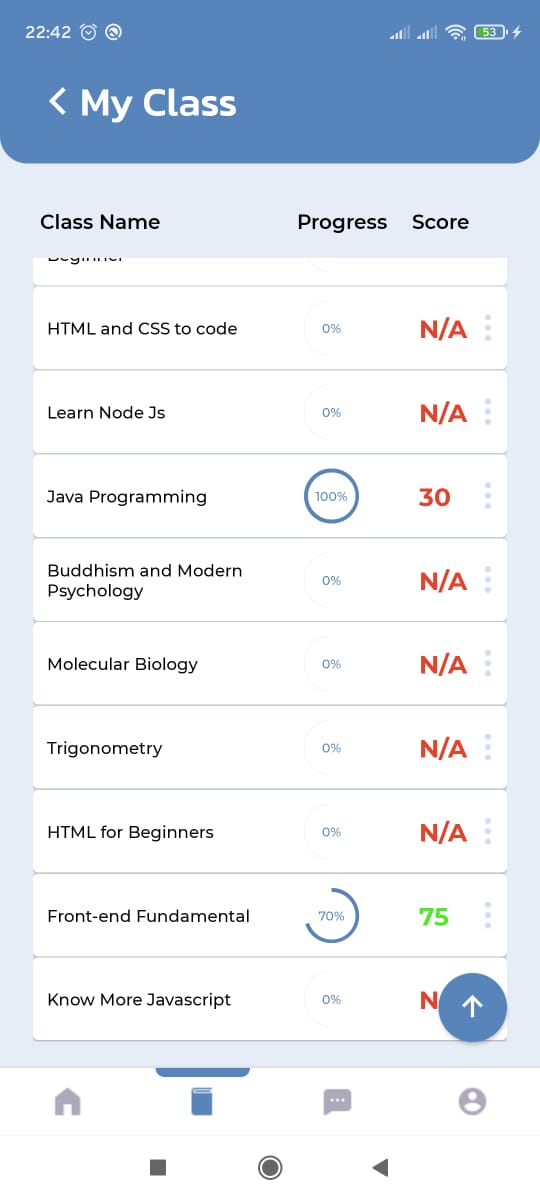 22:42
53
My Class
Class Name Progress Score
HTML and CSS to code 0% N/A
Learn Node Js 0% N/A
Java Programming 100% 30
Buddhism and Modern
Psychology 0% N/A
Molecular Biology 0% N/A
Trigonometry 0% N/A
HTML for Beginners 0% N/A
Front-end Fundamental 70% 75
Know More Javascript 0% N